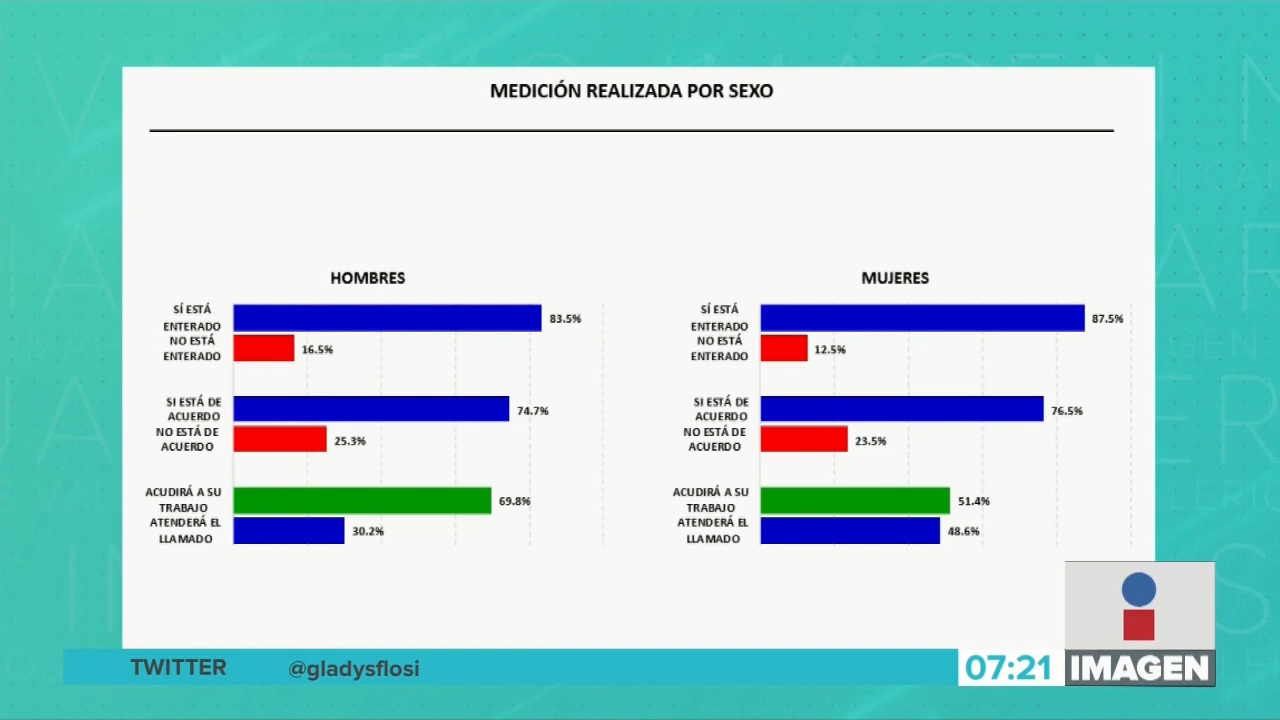 MEDICIÓN REALIZADA POR SEXO
HOMBRES
SÍ ESTÁ
ENTERADO
83.5%
NO ESTÁ
ENTERADO
16.5%
SI ESTÁ DE
ACUERDO
74.7%
NO ESTÁ DE
ACUERDO
25.3%
ACUDIRÁ A SU
TRABAJO
69.8%
ATENDERÁ EL
LLAMADO
30.2%
MUJERES
SÍ ESTÁ
ENTERADO
87.5%
NO ESTÁ
ENTERADO
12.5%
SI ESTÁ DE
ACUERDO
76.5%
NO ESTÁ DE
ACUERDO
23.5%
ACUDIRÁ A SU
TRABAJO
51.4%
ATENDERÁ EL
LLAMADO
48.6%
TWITTER @gladysflosi
07:21 IMAGEN